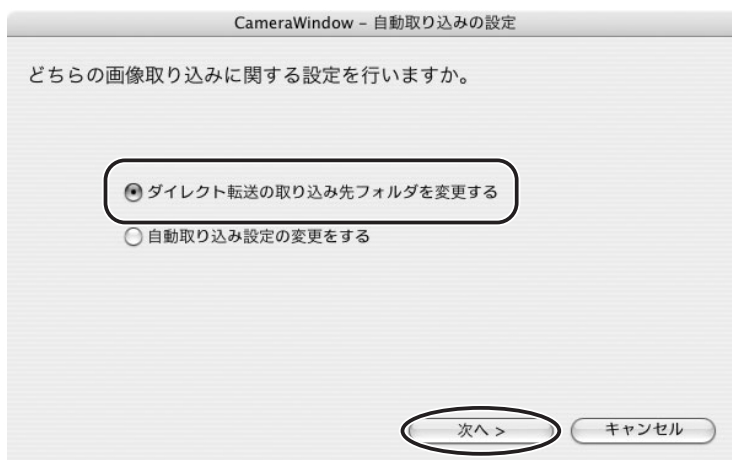 CameraWindow – 自動取り込みの設定
どちらの画像取り込みに関する設定を行いますか。
ダイレクト転送の取り込み先フォルダを変更する
自動取り込み設定の変更をする
次へ >
キャンセル